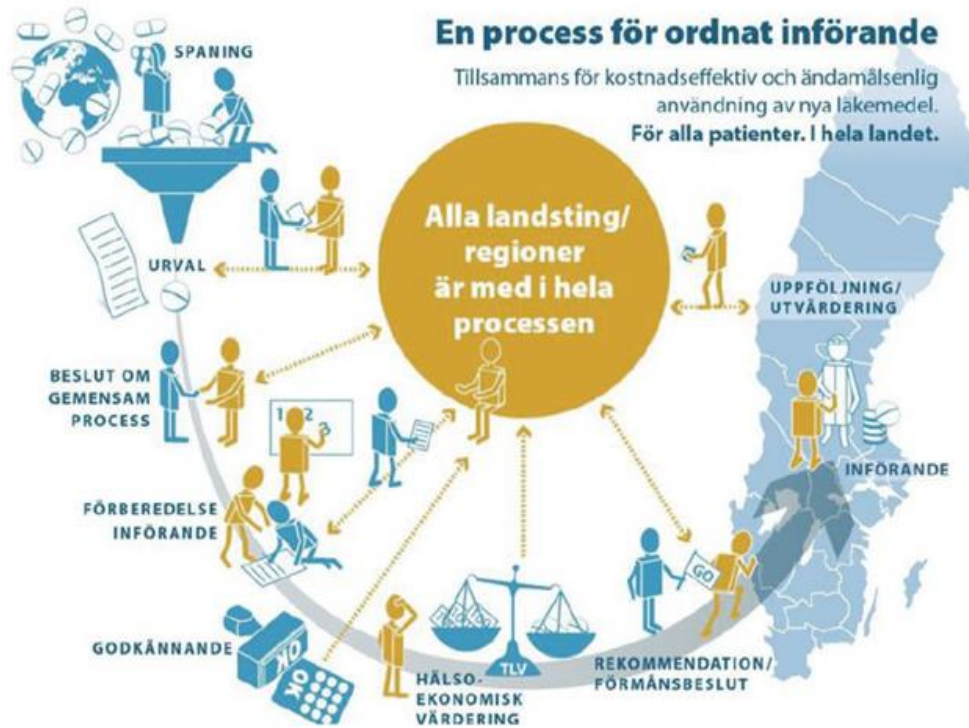 En process för ordnat införande
Tillsammans för kostnadseffektiv och ändamålsenlig
användning av nya läkemedel.
För alla patienter. I hela landet.
SPANING
Alla landsting/
regioner
är med i hela
processen
URVAL
UPPFÖLJNING/
UTVÄRDERING
BESLUT OM
GEMENSAM
PROCESS
1 2 3
INFÖRANDE
FÖRBEREDELSE
INFÖRANDE
GO
GODKÄNNANDE
OK
OK
TLV
HÄLSO-
EKONOMISK
VÄRDERING
REKOMMENDATION/
FÖRMÅNSBESLUT